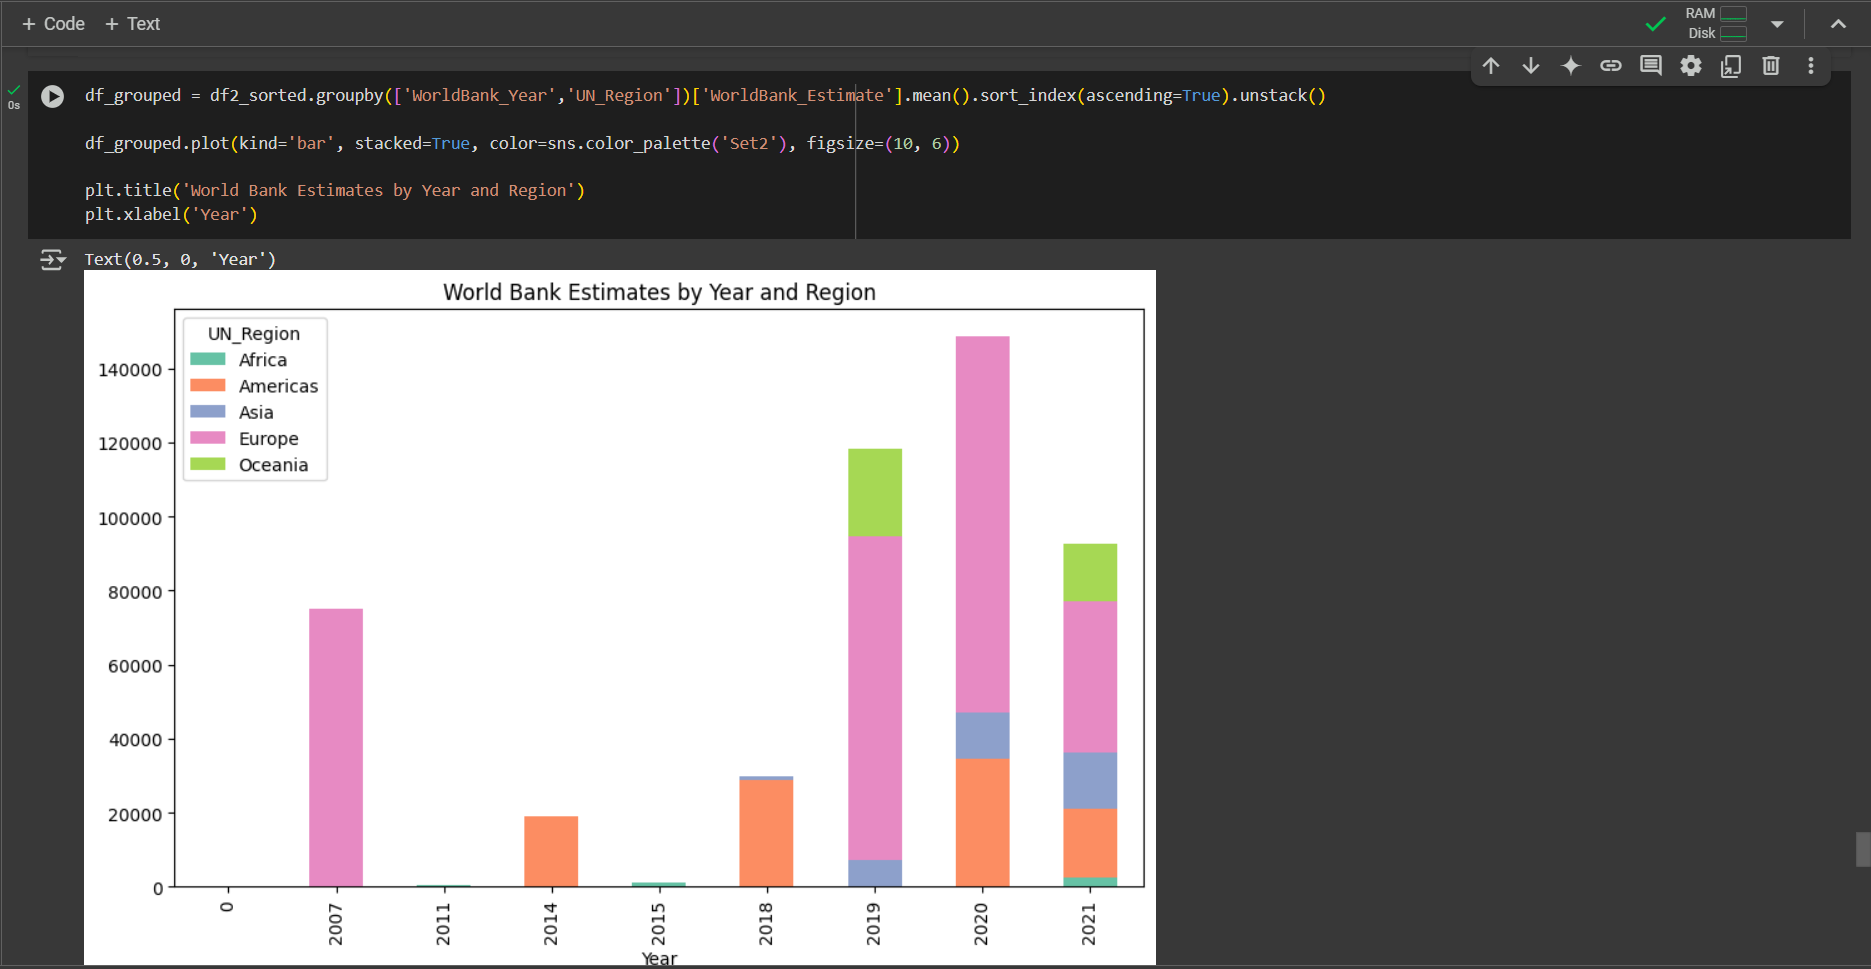 + Code + Text
RAM
Disk
0s
df_grouped = df2_sorted.groupby(['WorldBank_Year','UN_Region'])['WorldBank_Estimate'].mean().sort_index(ascending=True).unstack()
df_grouped.plot(kind='bar', stacked=True, color=sns.color_palette('Set2'), figsize=(10, 6))
plt.title('World Bank Estimates by Year and Region')
plt.xlabel('Year')
Text(0.5, 0, 'Year')
World Bank Estimates by Year and Region
UN_Region
Africa
Americas
Asia
Europe
Oceania
140000
120000
100000
80000
60000
40000
20000
0
0 2007 2011 2014 2015 2018 2019 2020 2021
Year